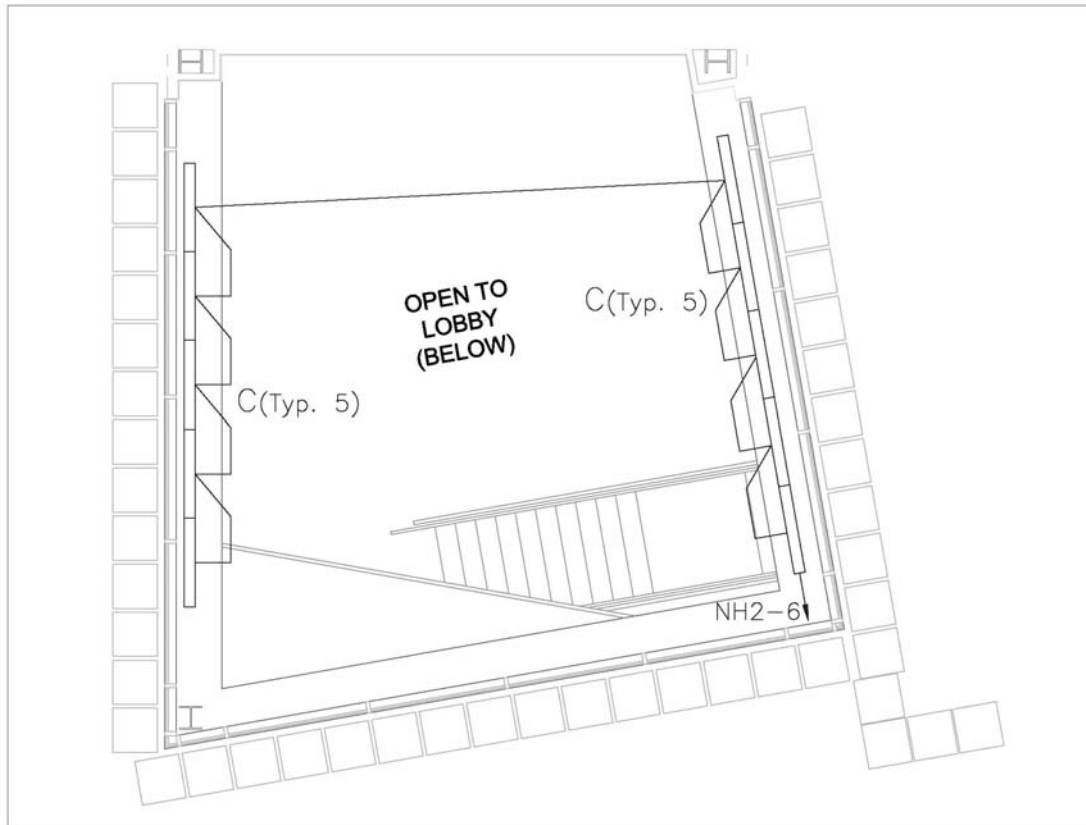 OPEN TO
LOBBY
(BELOW)
C(Typ. 5)
C(Typ. 5)
NH2-6